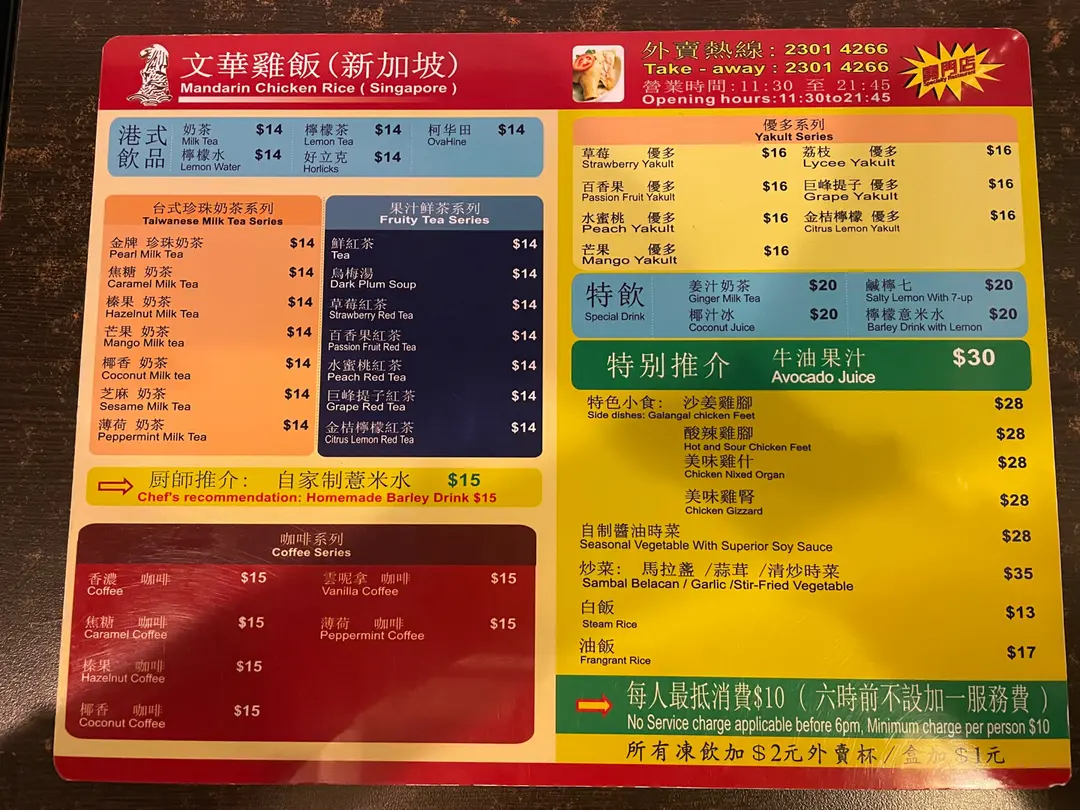 文華雞飯(新加坡)
Mandarin Chicken Rice ( Singapore )
外賣熱線 : 2301 4266
Take - away : 2301 4266
營業時間:11:30 至 21:45
Opening hours:11:30to21:45
專門店
港式飲品
奶茶 $14
Milk Tea
檸檬茶 $14
Lemon Tea
柯华田 $14
OvaHine
檸檬水 $14
Lemon Water
好立克 $14
Horlicks
台式珍珠奶茶系列
Taiwanese Milk Tea Series
金牌 珍珠奶茶 $14
Pearl Milk Tea
焦糖 奶茶 $14
Caramel Milk Tea
榛果 奶茶 $14
Hazelnut Milk Tea
芒果 奶茶 $14
Mango Milk tea
椰香 奶茶 $14
Coconut Milk tea
芝麻 奶茶 $14
Sesame Milk Tea
薄荷 奶茶 $14
Peppermint Milk Tea
果汁鮮茶系列
Fruity Tea Series
鮮紅茶 $14
Tea
烏梅湯 $14
Dark Plum Soup
草莓紅茶 $14
Strawberry Red Tea
百香果紅茶 $14
Passion Fruit Red Tea
水蜜桃紅茶 $14
Peach Red Tea
巨峰提子紅茶 $14
Grape Red Tea
金桔檸檬紅茶 $14
Citrus Lemon Red Tea
厨師推介: 自家制薏米水 $15
Chef's recommendation: Homemade Barley Drink $15
咖啡系列
Coffee Series
香濃 咖啡 $15
Coffee
雲呢拿 咖啡 $15
Vanilla Coffee
焦糖 咖啡 $15
Caramel Coffee
薄荷 咖啡 $15
Peppermint Coffee
榛果 咖啡 $15
Hazelnut Coffee
椰香 咖啡 $15
Coconut Coffee
優多系列
Yakult Series
草莓 優多 $16
Strawberry Yakult
荔枝 優多 $16
Lycee Yakult
百香果 優多 $16
Passion Fruit Yakult
巨峰提子 優多 $16
Grape Yakult
水蜜桃 優多 $16
Peach Yakult
金桔檸檬 優多 $16
Citrus Lemon Yakult
芒果 優多 $16
Mango Yakult
特飲
Special Drink
姜汁奶茶 $20
Ginger Milk Tea
鹹檸七 $20
Salty Lemon With 7-up
椰汁冰 $20
Coconut Juice
檸檬意米水 $20
Barley Drink with Lemon
特别推介 牛油果汁 $30
Avocado Juice
特色小食: 沙姜雞腳 $28
Side dishes: Galangal chicken Feet
酸辣雞腳 $28
Hot and Sour Chicken Feet
美味雞什 $28
Chicken Nixed Organ
美味雞腎 $28
Chicken Gizzard
自制醬油時菜 $28
Seasonal Vegetable With Superior Soy Sauce
炒菜: 馬拉盞 /蒜茸 /清炒時菜 $35
Sambal Belacan / Garlic /Stir-Fried Vegetable
白飯 $13
Steam Rice
油飯 $17
Frangrant Rice
每人最抵消費$10 ( 六時前不設加一服務費 )
No Service charge applicable before 6pm, Minimum charge per person $10
所有凍飲加$2元外賣杯/盒加$1元